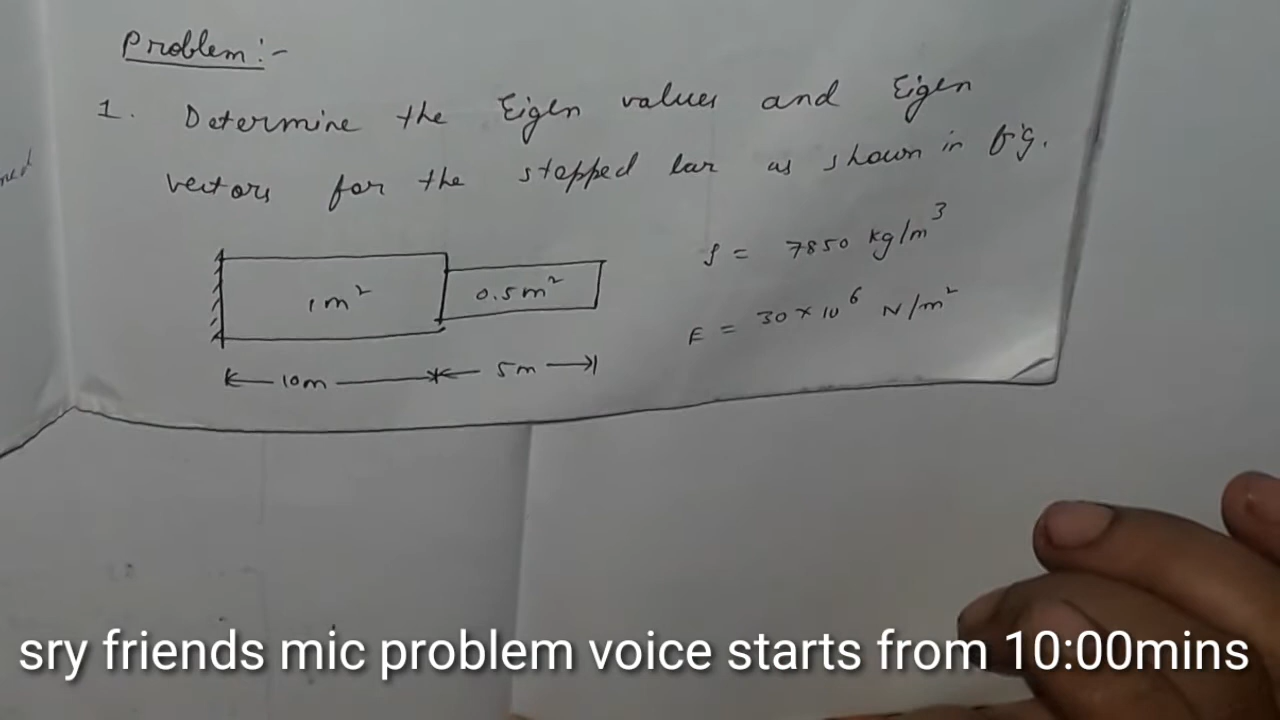 Problem :-
1. Determine the Eigen values and Eigen
vectors for the stepped bar as shown in fig.
1m²
0.5m²
10m
5m
ρ = 7850 kg/m³
E = 30 × 10⁶ N/m²
sry friends mic problem voice starts from 10:00mins